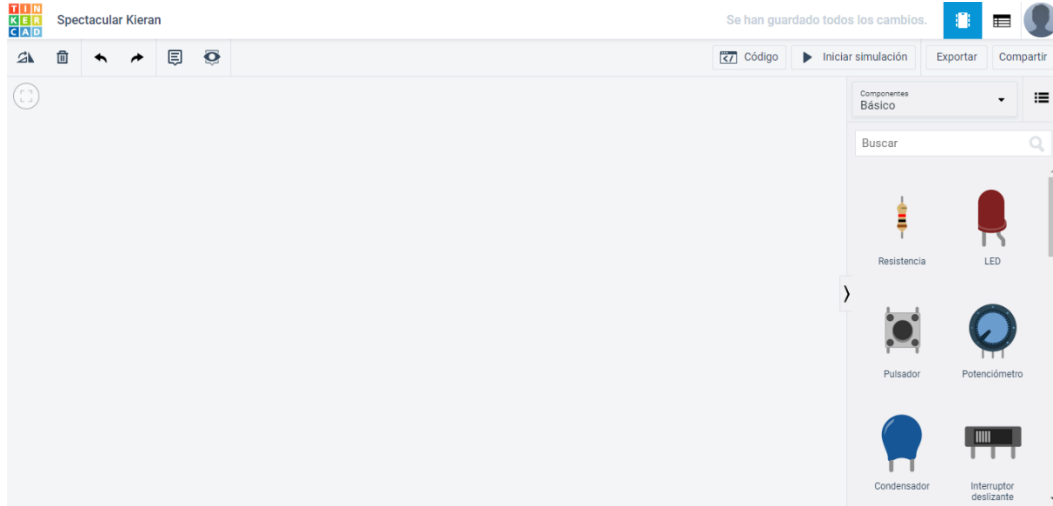 TIN
KER
CAD
Spectacular Kieran
Se han guardado todos los cambios.
Código
Iniciar simulación
Exportar
Compartir
Componentes
Básico
Buscar
Resistencia
LED
Pulsador
Potenciómetro
Condensador
Interruptor
deslizante